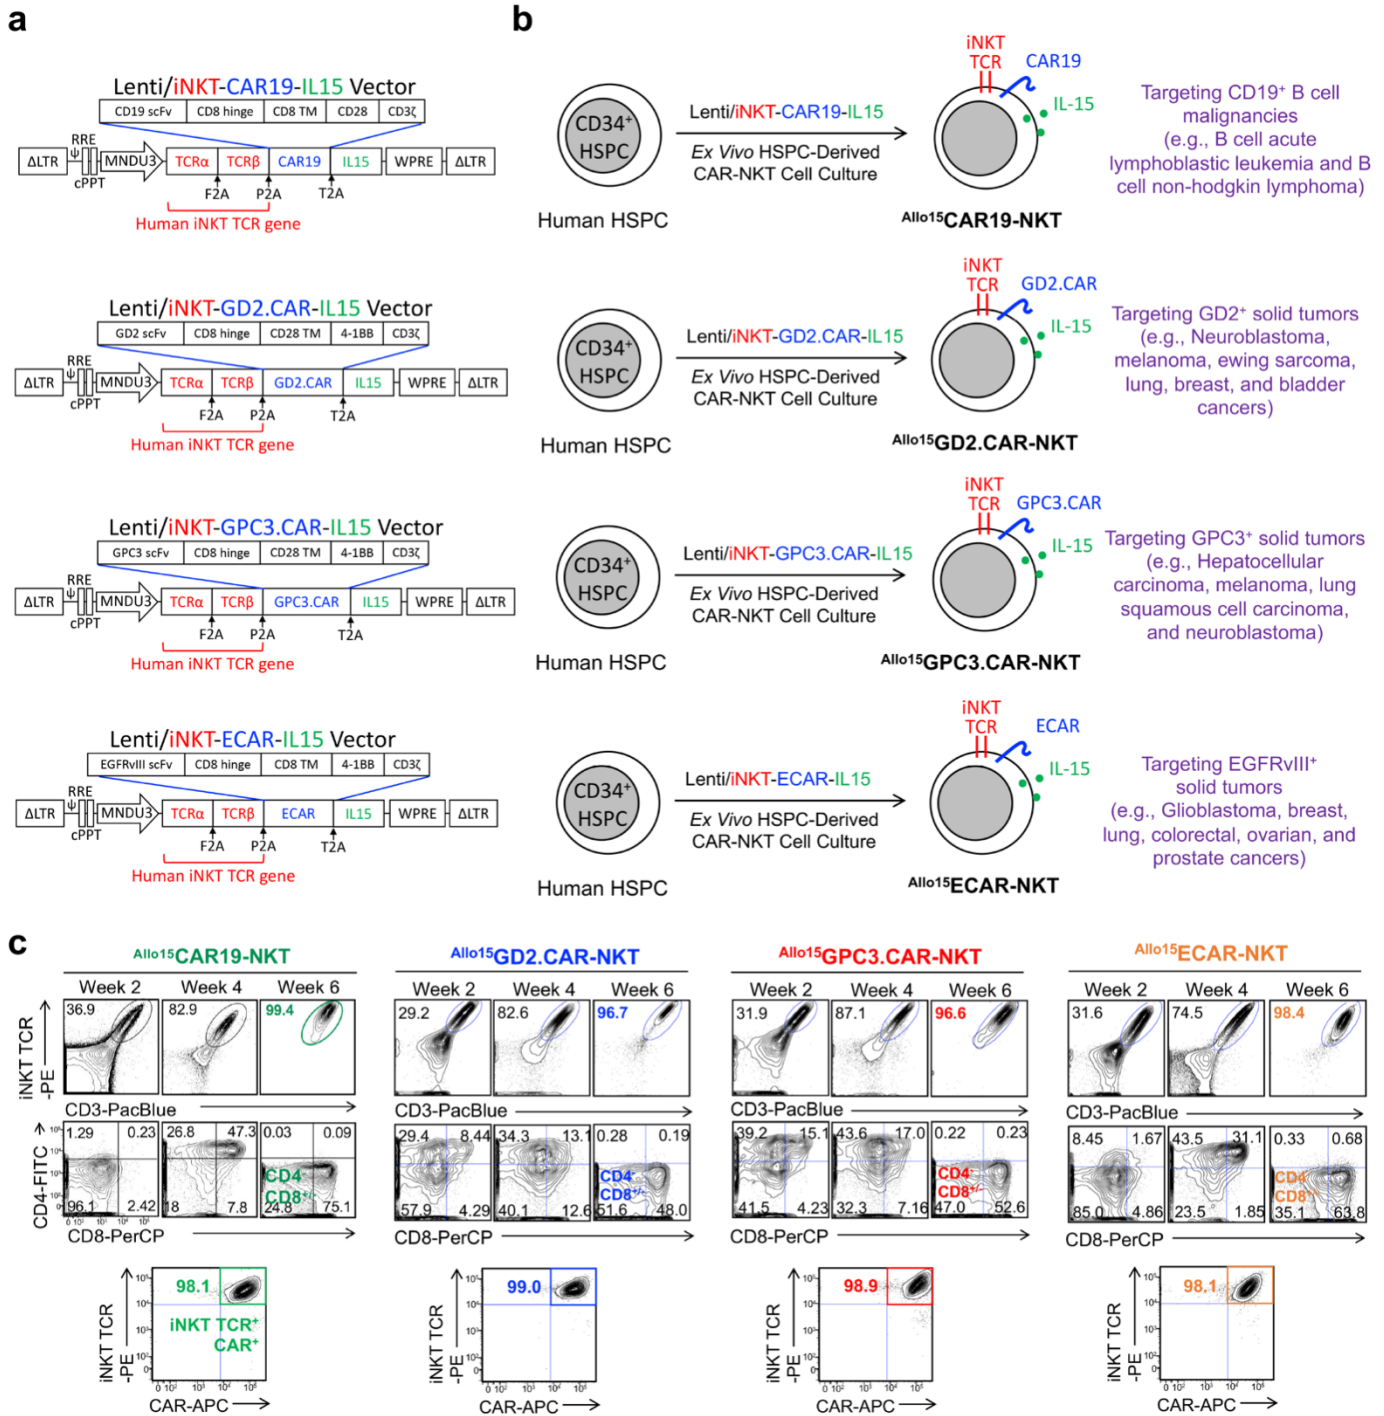 a
Lenti/iNKT-CAR19-IL15 Vector
CD19 scFv CD8 hinge CD8 TM CD28 CD3ζ
RRE
ψ
ΔLTR MNDU3 TCRα TCRβ CAR19 IL15 WPRE ΔLTR
cPPT
F2A P2A T2A
Human iNKT TCR gene
Lenti/iNKT-GD2.CAR-IL15 Vector
GD2 scFv CD8 hinge CD28 TM 4-1BB CD3ζ
RRE
ψ
ΔLTR MNDU3 TCRα TCRβ GD2.CAR IL15 WPRE ΔLTR
cPPT
F2A P2A T2A
Human iNKT TCR gene
Lenti/iNKT-GPC3.CAR-IL15 Vector
GPC3 scFv CD8 hinge CD28 TM 4-1BB CD3ζ
RRE
ψ
ΔLTR MNDU3 TCRα TCRβ GPC3.CAR IL15 WPRE ΔLTR
cPPT
F2A P2A T2A
Human iNKT TCR gene
Lenti/iNKT-ECAR-IL15 Vector
EGFRvIII scFv CD8 hinge CD8 TM 4-1BB CD3ζ
RRE
ψ
ΔLTR MNDU3 TCRα TCRβ ECAR IL15 WPRE ΔLTR
cPPT
F2A P2A T2A
Human iNKT TCR gene
b
CD34+
HSPC
Human HSPC
Lenti/iNKT-CAR19-IL15
Ex Vivo HSPC-Derived
CAR-NKT Cell Culture
iNKT
TCR
CAR19
IL-15
Allo15CAR19-NKT
Targeting CD19+ B cell
malignancies
(e.g., B cell acute
lymphoblastic leukemia and B
cell non-hodgkin lymphoma)
CD34+
HSPC
Human HSPC
Lenti/iNKT-GD2.CAR-IL15
Ex Vivo HSPC-Derived
CAR-NKT Cell Culture
iNKT
TCR
GD2.CAR
IL-15
Allo15GD2.CAR-NKT
Targeting GD2+ solid tumors
(e.g., Neuroblastoma,
melanoma, ewing sarcoma,
lung, breast, and bladder
cancers)
CD34+
HSPC
Human HSPC
Lenti/iNKT-GPC3.CAR-IL15
Ex Vivo HSPC-Derived
CAR-NKT Cell Culture
iNKT
TCR
GPC3.CAR
IL-15
Allo15GPC3.CAR-NKT
Targeting GPC3+ solid tumors
(e.g., Hepatocellular
carcinoma, melanoma, lung
squamous cell carcinoma,
and neuroblastoma)
CD34+
HSPC
Human HSPC
Lenti/iNKT-ECAR-IL15
Ex Vivo HSPC-Derived
CAR-NKT Cell Culture
iNKT
TCR
ECAR
IL-15
Allo15ECAR-NKT
Targeting EGFRvIII+
solid tumors
(e.g., Glioblastoma, breast,
lung, colorectal, ovarian, and
prostate cancers)
c
Allo15CAR19-NKT
Week 2 Week 4 Week 6
iNKT TCR
-PE
36.9 82.9 99.4
CD3-PacBlue
CD4-FITC
1.29 0.23 26.8 47.3 0.03 0.09
CD4-
CD8+/-
96.1 2.42 18 7.8 24.8 75.1
CD8-PerCP
98.1
iNKT TCR+
CAR+
iNKT TCR
-PE
CAR-APC
Allo15GD2.CAR-NKT
Week 2 Week 4 Week 6
29.2 82.6 96.7
CD3-PacBlue
29.4 8.44 34.3 13.1 0.28 0.19
CD4-
CD8+/-
57.9 4.29 40.1 12.6 51.6 48.0
CD8-PerCP
99.0
iNKT TCR
-PE
CAR-APC
Allo15GPC3.CAR-NKT
Week 2 Week 4 Week 6
31.9 87.1 96.6
CD3-PacBlue
39.2 15.1 43.6 17.0 0.22 0.23
CD4-
CD8+/-
41.5 4.23 32.3 7.16 47.0 52.6
CD8-PerCP
98.9
iNKT TCR
-PE
CAR-APC
Allo15ECAR-NKT
Week 2 Week 4 Week 6
31.6 74.5 98.4
CD3-PacBlue
8.45 1.67 43.5 31.1 0.33 0.68
CD4
CD8+
85.0 4.86 23.5 1.85 35.1 63.8
CD8-PerCP
98.1
iNKT TCR
-PE
CAR-APC